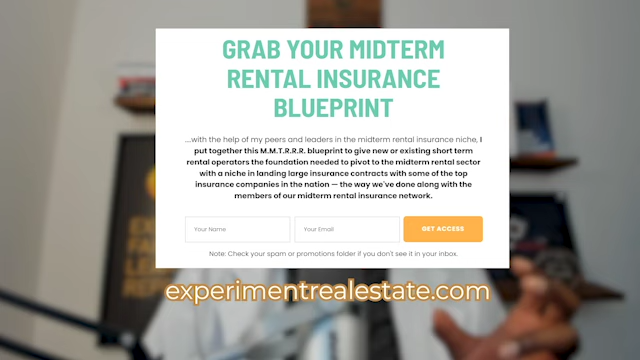 GRAB YOUR MIDTERM
RENTAL INSURANCE
BLUEPRINT
....with the help of my peers and leaders in the midterm rental insurance niche, I
put together this M.M.T.R.R.R. blueprint to give new or existing short term
rental operators the foundation needed to pivot to the midterm rental sector
with a niche in landing large insurance contracts with some of the top
insurance companies in the nation — the way we've done along with the
members of our midterm rental insurance network.
Your Name
Your Email
GET ACCESS
Note: Check your spam or promotions folder if you don't see it in your inbox.
experimentrealestate.com